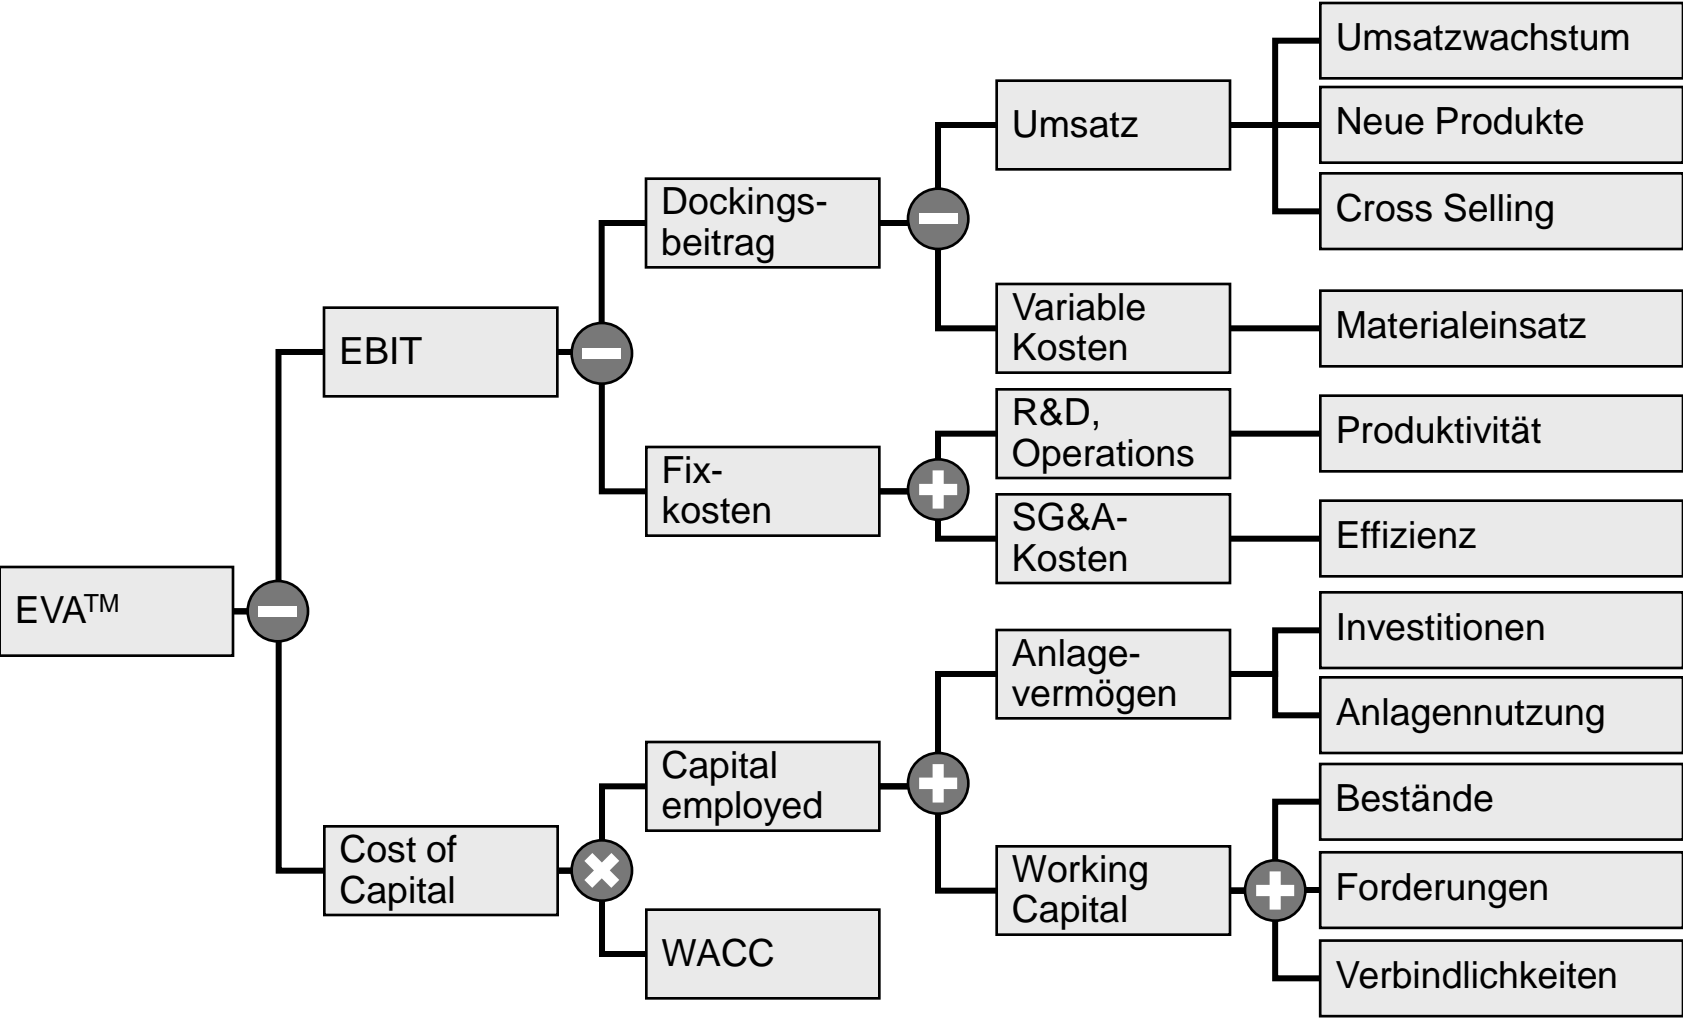 EVA™
EBIT
Cost of
Capital
Dockings-
beitrag
Fix-
kosten
Capital
employed
WACC
Umsatz
Variable
Kosten
R&D,
Operations
SG&A-
Kosten
Anlage-
vermögen
Working
Capital
Umsatzwachstum
Neue Produkte
Cross Selling
Materialeinsatz
Produktivität
Effizienz
Investitionen
Anlagennutzung
Bestände
Forderungen
Verbindlichkeiten